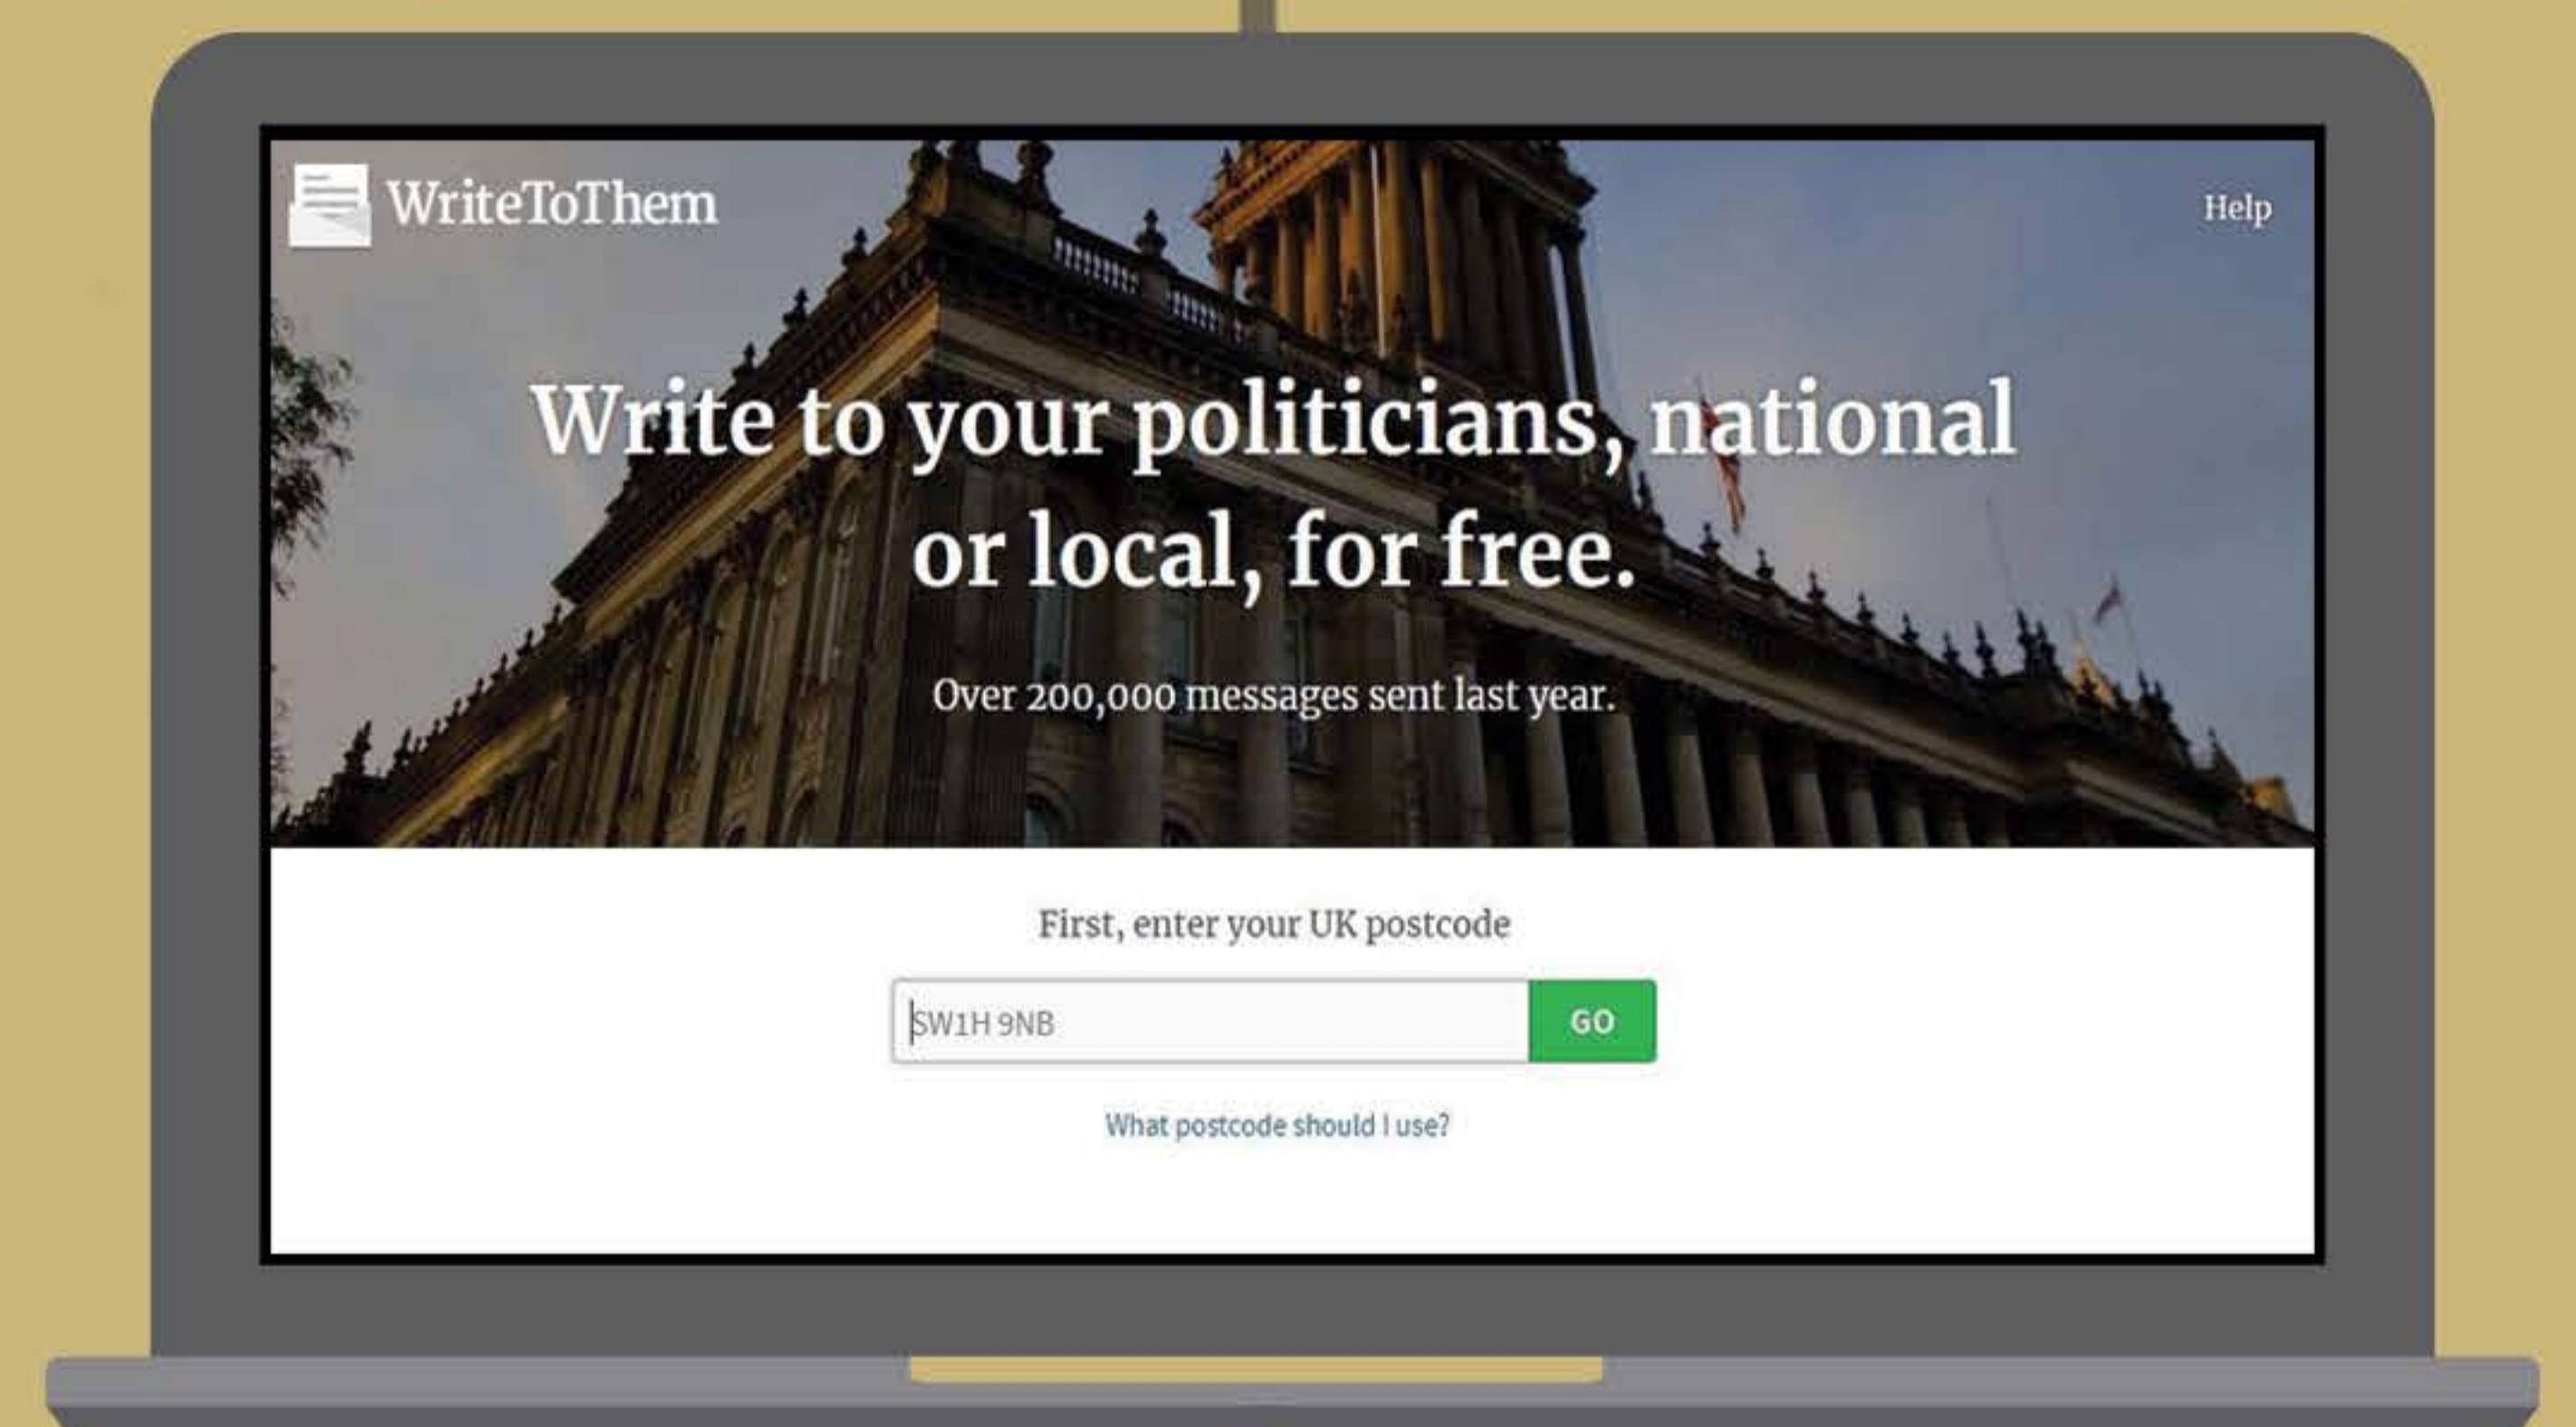 WriteToThem
Help
Write to your politicians, national
or local, for free.
Over 200,000 messages sent last year.
First, enter your UK postcode
SW1H 9NB
GO
What postcode should I use?